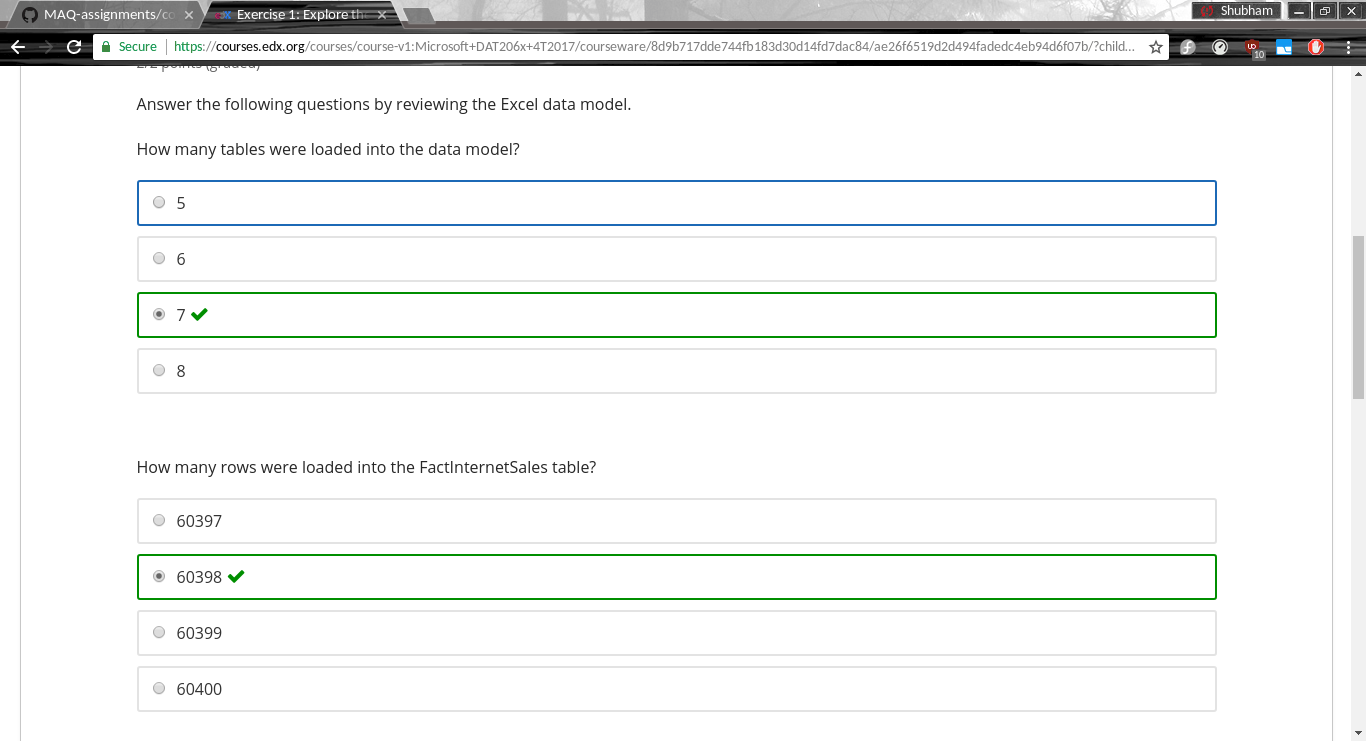 MAQ-assignments/co
Exercise 1: Explore th
Shubham
Secure
https://courses.edx.org/courses/course-v1:Microsoft+DAT206x+4T2017/courseware/8d9b717dde744fb183d30d14fd7dac84/ae26f6519d2d494fadedc4eb94d6f07b/?child...
10
2/2 points (graded)
Answer the following questions by reviewing the Excel data model.
How many tables were loaded into the data model?
5
6
7
8
How many rows were loaded into the FactInternetSales table?
60397
60398
60399
60400